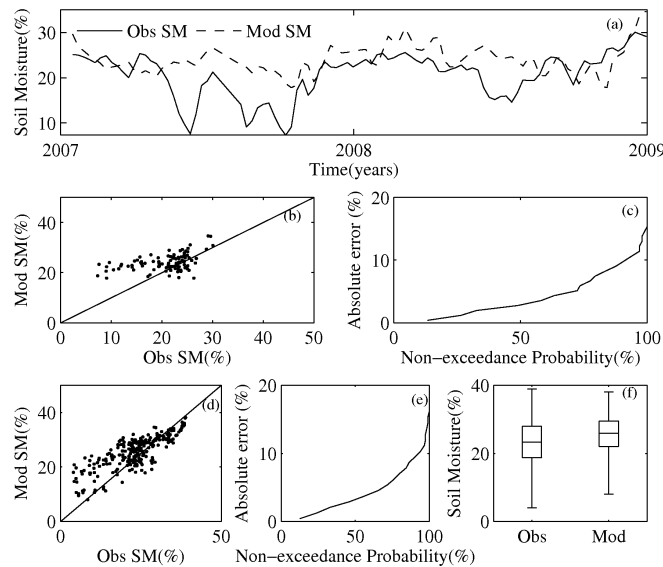 Soil Moisture(%)
30
20
10
Obs SM
Mod SM
(a)
2007
2008
2009
Time(years)
Mod SM(%)
40
20
0
(b)
0
10
20
30
40
50
Obs SM(%)
Absolute error (%)
20
10
0
(c)
0
50
100
Non−exceedance Probability(%)
Mod SM(%)
40
20
0
(d)
0
50
Obs SM(%)
Absolute error (%)
20
10
0
(e)
0
50
100
Non−exceedance Probability(%)
Soil Moisture(%)
40
20
0
(f)
Obs
Mod